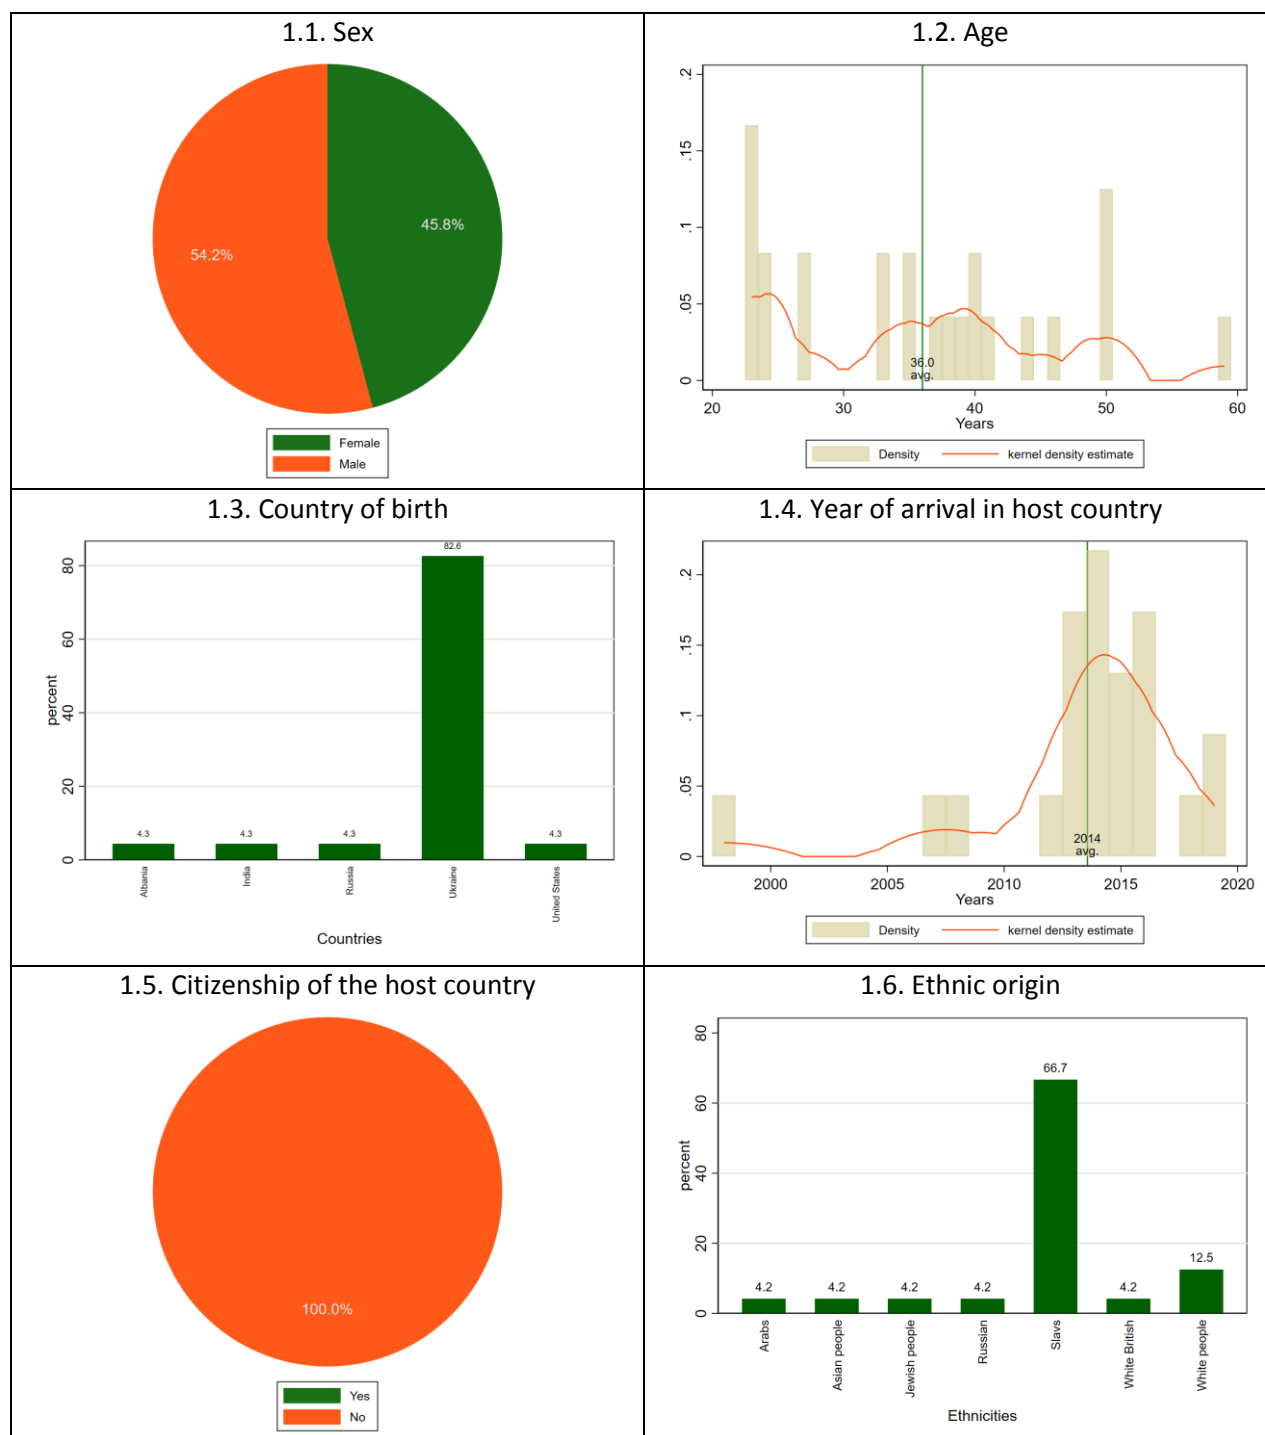 1.1. Sex
45.8%
54.2%
Female
Male
1.2. Age
.2
.15
.1
.05
0
36.0
avg.
20 30 40 50 60
Years
Density kernel density estimate
1.3. Country of birth
percent
80
60
40
20
0
4.3 4.3 4.3 82.6 4.3
Albania
India
Russia
Ukraine
United States
Countries
1.4. Year of arrival in host country
.2
.15
.1
.05
0
2014
avg.
2000 2005 2010 2015 2020
Years
Density kernel density estimate
1.5. Citizenship of the host country
100.0%
Yes
No
1.6. Ethnic origin
percent
80
60
40
20
0
4.2 4.2 4.2 4.2 66.7 4.2 12.5
Arabs
Asian people
Jewish people
Russian
Slavs
White British
White people
Ethnicities